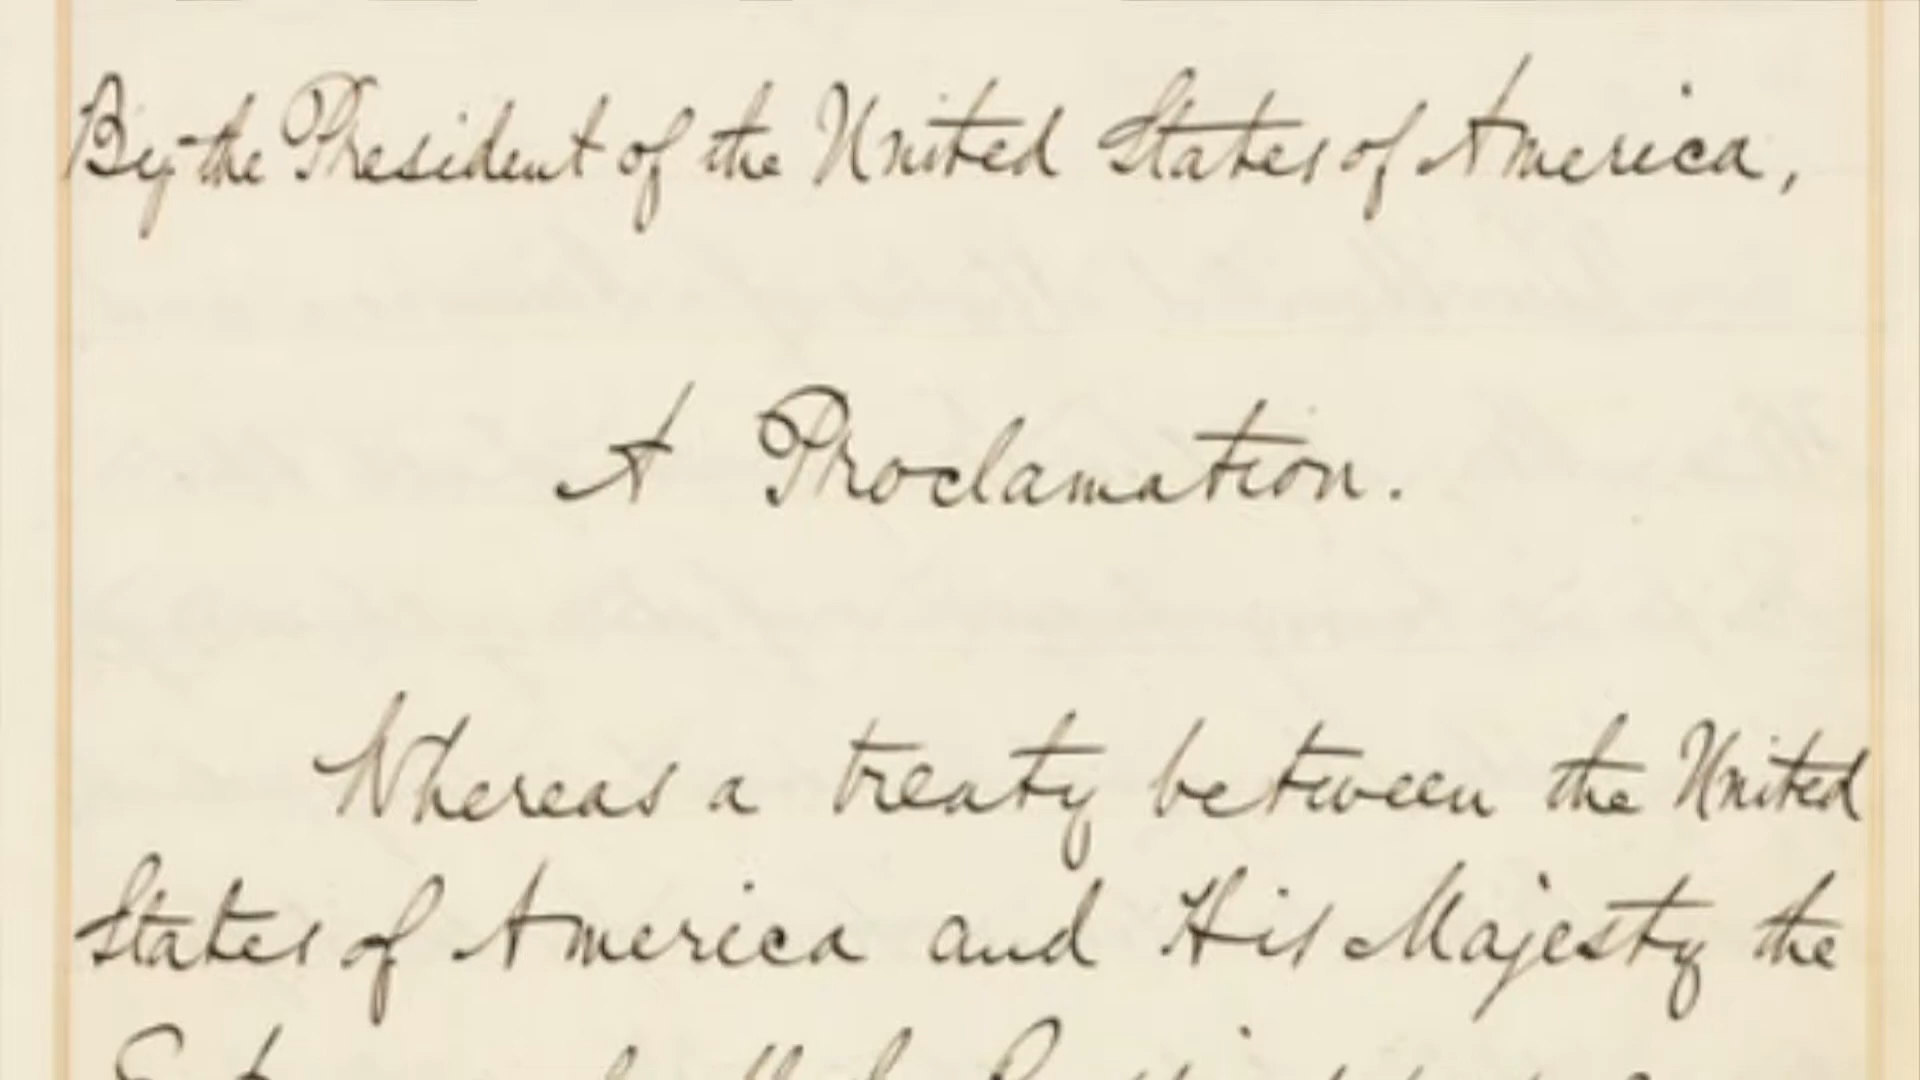 By the President of the United States of America,
A Proclamation.
Whereas a treaty between the United
States of America and His Majesty the